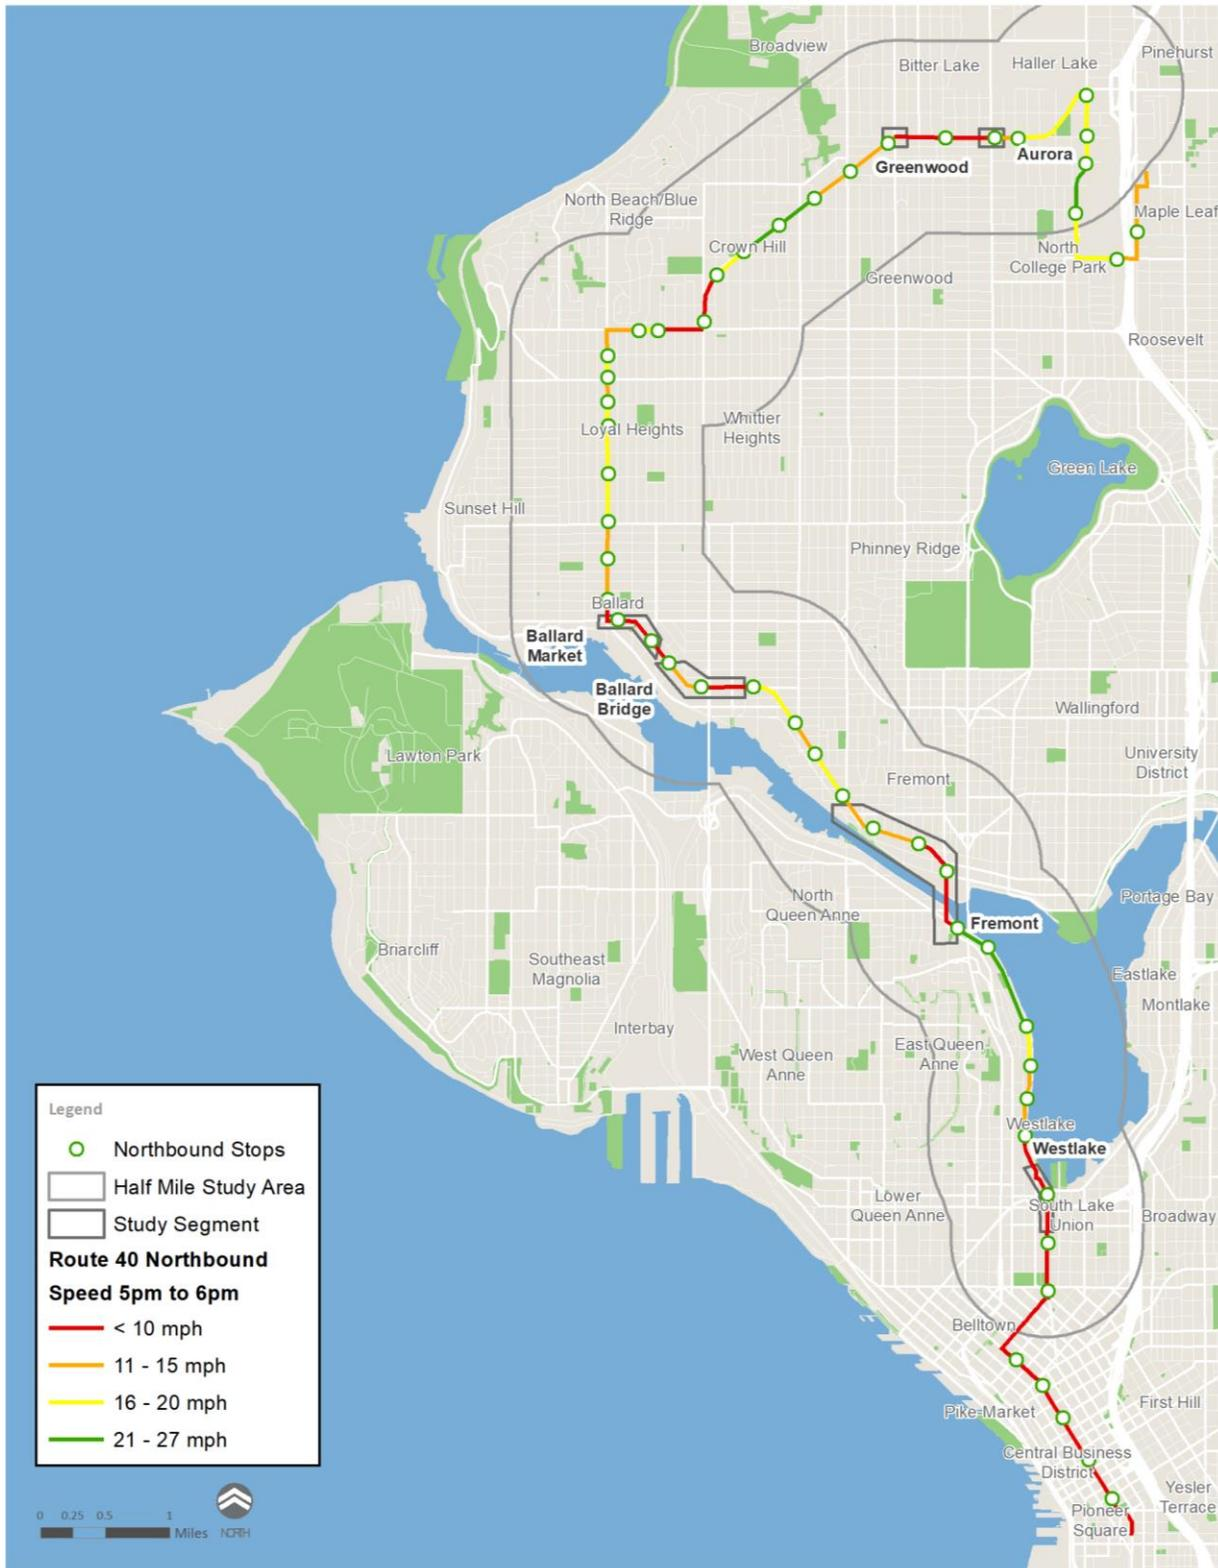 Broadview
Pinehurst
Bitter Lake
Haller Lake
Aurora
Greenwood
North Beach/Blue
Ridge
Maple Leaf
Crown Hill
North
College Park
Greenwood
Roosevelt
Whittier
Heights
Loyal Heights
Green Lake
Sunset Hill
Phinney Ridge
Ballard
Ballard
Market
Ballard
Bridge
Wallingford
Lawton Park
University
District
Fremont
North
Queen Anne
Portage Bay
Fremont
Briarcliff
Southeast
Magnolia
Eastlake
Montlake
Interbay
West Queen
Anne
East Queen
Anne
Westlake
Westlake
Lower
Queen Anne
South Lake
Union
Broadway
Belltown
Pike-Market
First Hill
Central Business
District
Yesler
Terrace
Pioneer
Square
Legend
Northbound Stops
Half Mile Study Area
Study Segment
Route 40 Northbound
Speed 5pm to 6pm
< 10 mph
11 - 15 mph
16 - 20 mph
21 - 27 mph
0 0.25 0.5 1
Miles
NORTH